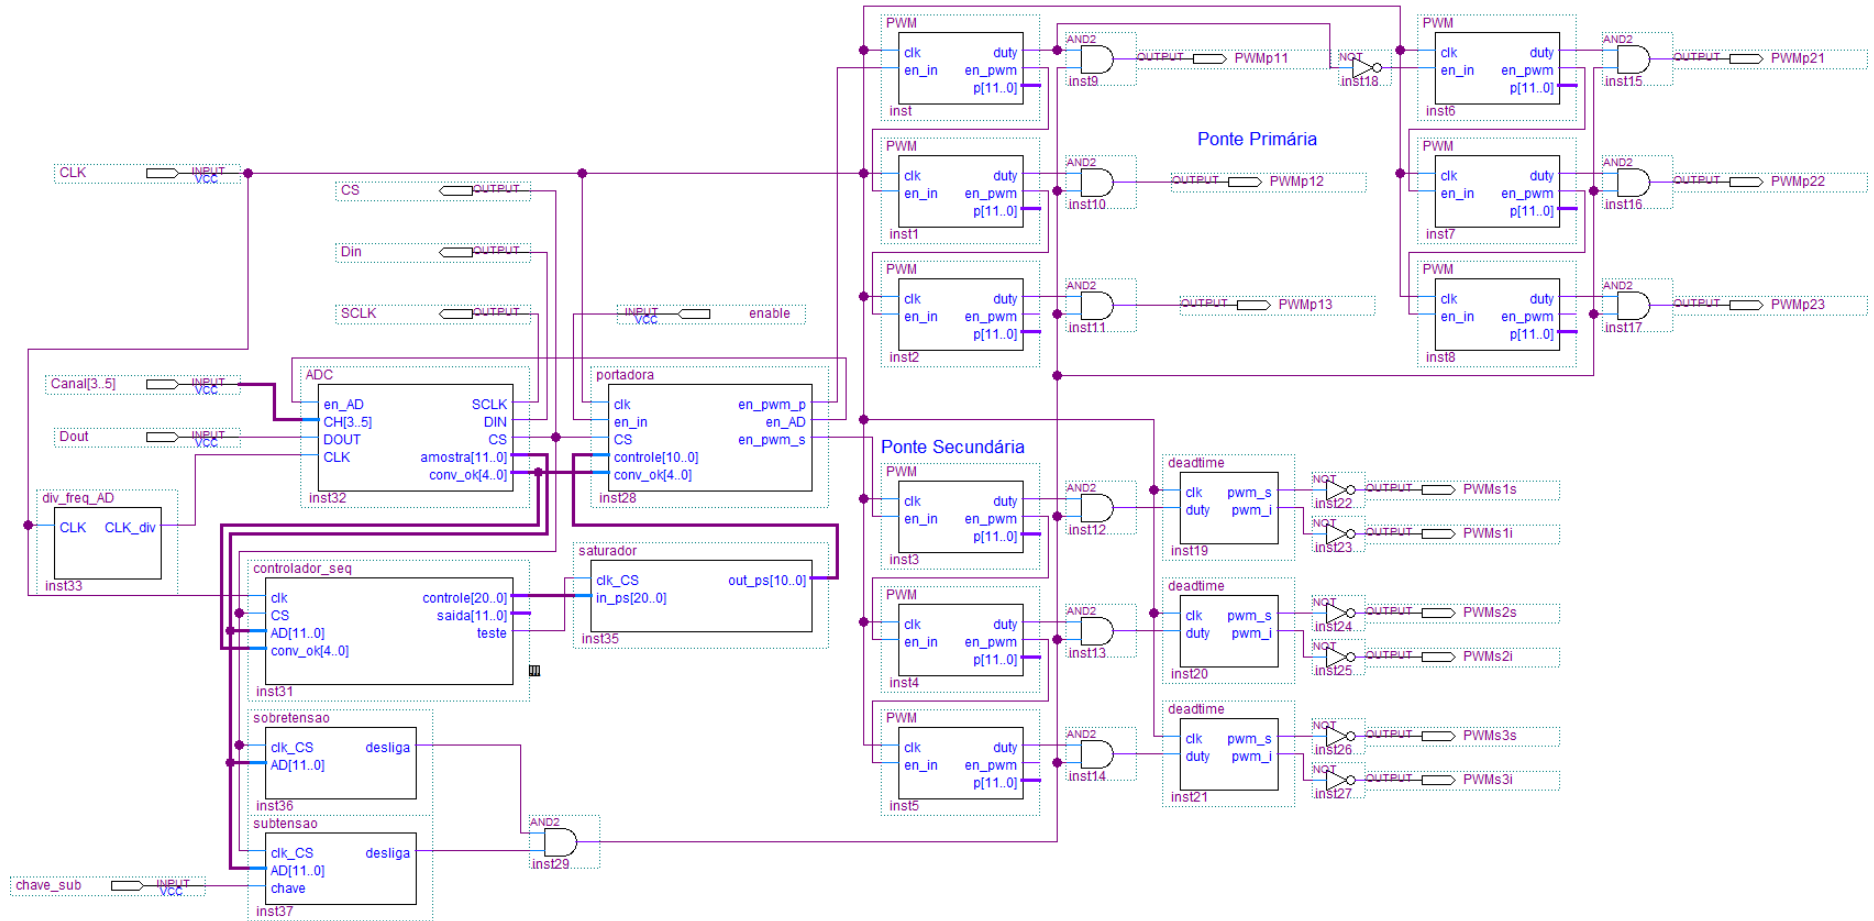 CLK
INPUT
VCC
CS
OUTPUT
Din
OUTPUT
SCLK
OUTPUT
INPUT
VCC
enable
Canal[3..5]
INPUT
VCC
Dout
INPUT
VCC
ADC
en_AD
CH[3..5]
DOUT
CLK
SCLK
DIN
CS
amostra[11..0]
conv_ok[4..0]
inst32
portadora
clk
en_in
CS
controle[10..0]
conv_ok[4..0]
en_pwm_p
en_AD
en_pwm_s
inst28
div_freq_AD
CLK
CLK_div
inst33
controlador_seq
clk
CS
AD[11..0]
conv_ok[4..0]
controle[20..0]
saida[11..0]
teste
inst31
saturador
clk_CS
in_ps[20..0]
out_ps[10..0]
inst35
sobretensao
clk_CS
AD[11..0]
desliga
inst36
subtensao
clk_CS
AD[11..0]
chave
desliga
inst37
chave_sub
INPUT
VCC
AND2
inst29
PWM
clk
en_in
duty
en_pwm
p[11..0]
inst
AND2
inst9
OUTPUT
PWMp11
PWM
clk
en_in
duty
en_pwm
p[11..0]
inst1
AND2
inst10
OUTPUT
PWMp12
PWM
clk
en_in
duty
en_pwm
p[11..0]
inst2
AND2
inst11
OUTPUT
PWMp13
Ponte Primária
NOT
inst18
PWM
clk
en_in
duty
en_pwm
p[11..0]
inst6
AND2
inst15
OUTPUT
PWMp21
PWM
clk
en_in
duty
en_pwm
p[11..0]
inst7
AND2
inst16
OUTPUT
PWMp22
PWM
clk
en_in
duty
en_pwm
p[11..0]
inst8
AND2
inst17
OUTPUT
PWMp23
Ponte Secundária
PWM
clk
en_in
duty
en_pwm
p[11..0]
inst3
AND2
inst12
deadtime
clk
duty
pwm_s
pwm_i
inst19
NOT
inst22
OUTPUT
PWMs1s
NOT
inst23
OUTPUT
PWMs1i
PWM
clk
en_in
duty
en_pwm
p[11..0]
inst4
AND2
inst13
deadtime
clk
duty
pwm_s
pwm_i
inst20
NOT
inst24
OUTPUT
PWMs2s
NOT
inst25
OUTPUT
PWMs2i
PWM
clk
en_in
duty
en_pwm
p[11..0]
inst5
AND2
inst14
deadtime
clk
duty
pwm_s
pwm_i
inst21
NOT
inst26
OUTPUT
PWMs3s
NOT
inst27
OUTPUT
PWMs3i